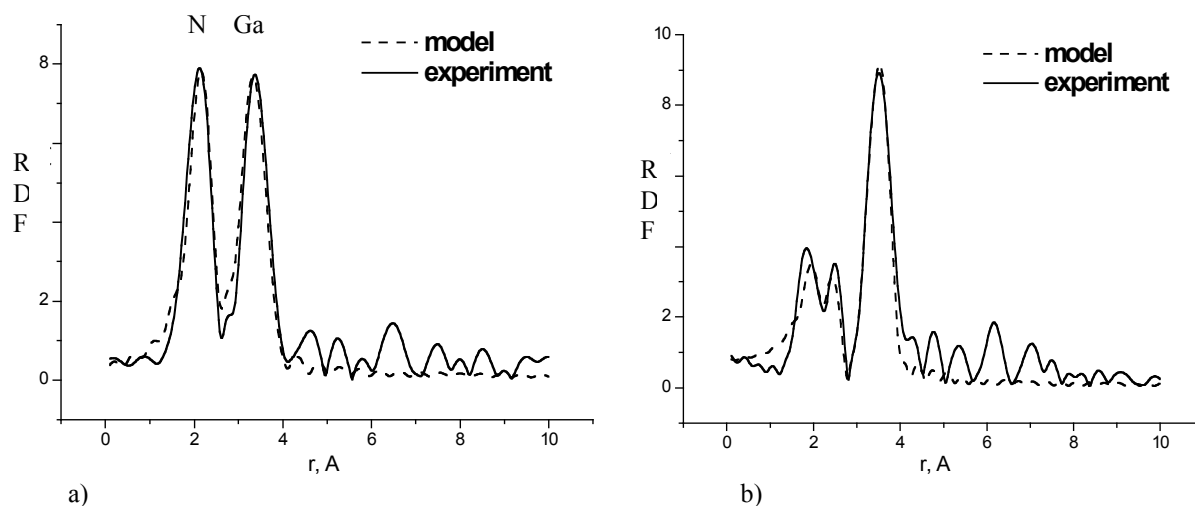 N Ga
model
experiment
8
2
0
R
D
F
0 2 4 6 8 10
r, A
a)
model
experiment
10
8
2
0
R
D
F
0 2 4 6 8 10
r, A
b)